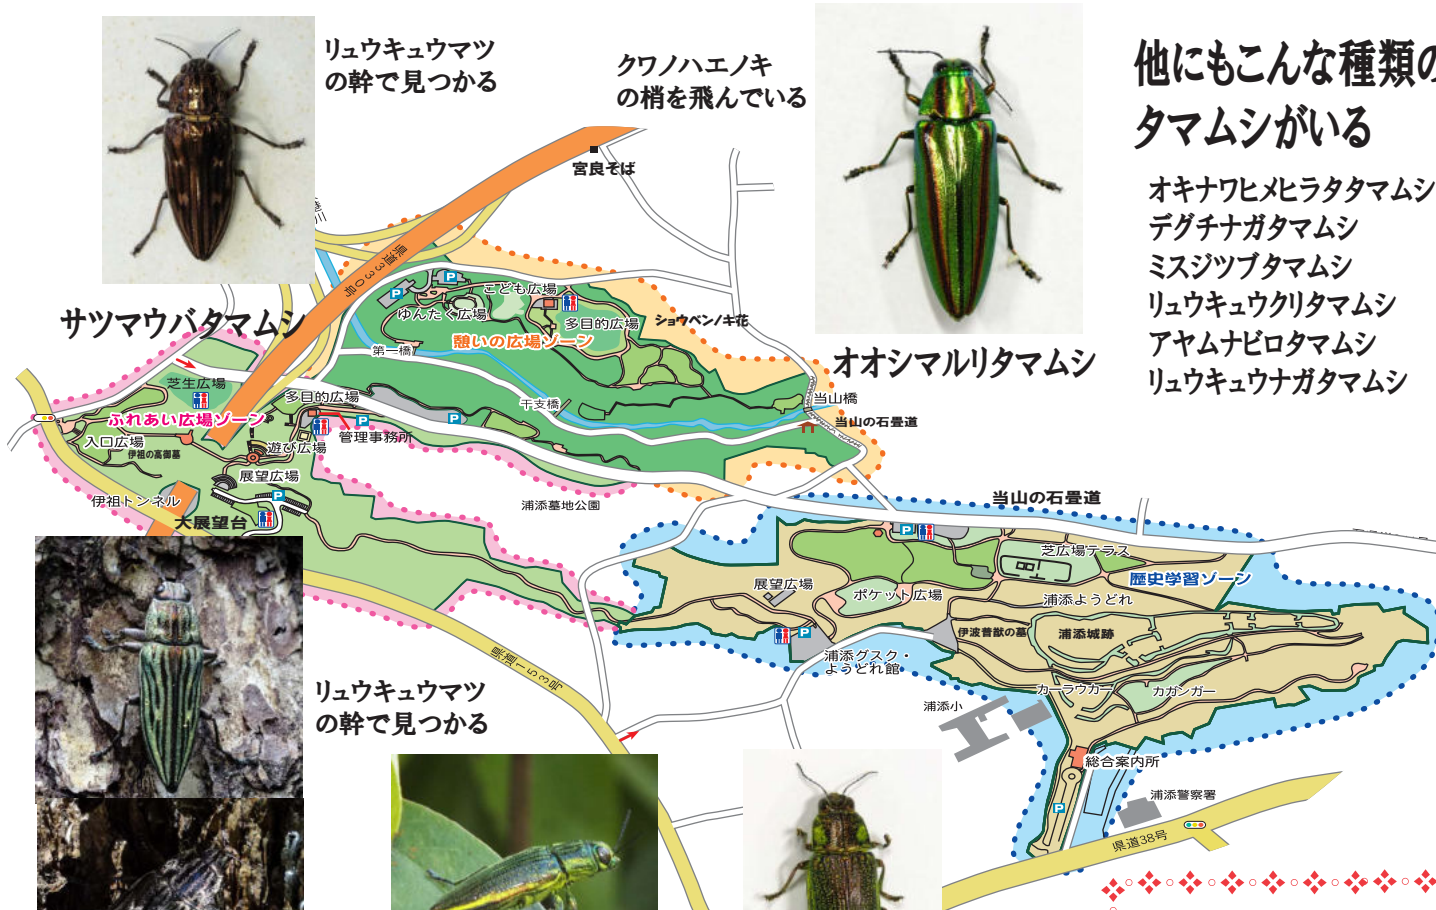 リュウキュウマツ
の幹で見つかる
クワノハエノキ
の梢を飛んでいる
他にもこんな種類の
タマムシがいる
オキナワヒメヒラタタマムシ
デグチナガタマムシ
ミスジツブタマムシ
リュウキュウクリタマムシ
アヤムナビロタマムシ
リュウキュウナガタマムシ
宮良そば
県道330号
サツマウバタマムシ
オオシマルリタマムシ
P
P
こども広場
ゆんたく広場
多目的広場
憩いの広場ゾーン
ショウベンノキ花
第一橋
干支橋
当山橋
当山の石畳道
芝生広場
ふれあい広場ゾーン
多目的広場
P
P
管理事務所
入口広場
伊祖の高御墓
遊び広場
展望広場
P
伊祖トンネル
大展望台
浦添墓地公園
当山の石畳道
P
芝広場テラス
歴史学習ゾーン
展望広場
ポケット広場
浦添ようどれ
P
伊波普猷の墓
浦添城跡
浦添グスク・
ようどれ館
カーラウカー
カガンガー
県道153号
浦添小
総合案内所
浦添警察署
P
県道38号
リュウキュウマツ
の幹で見つかる